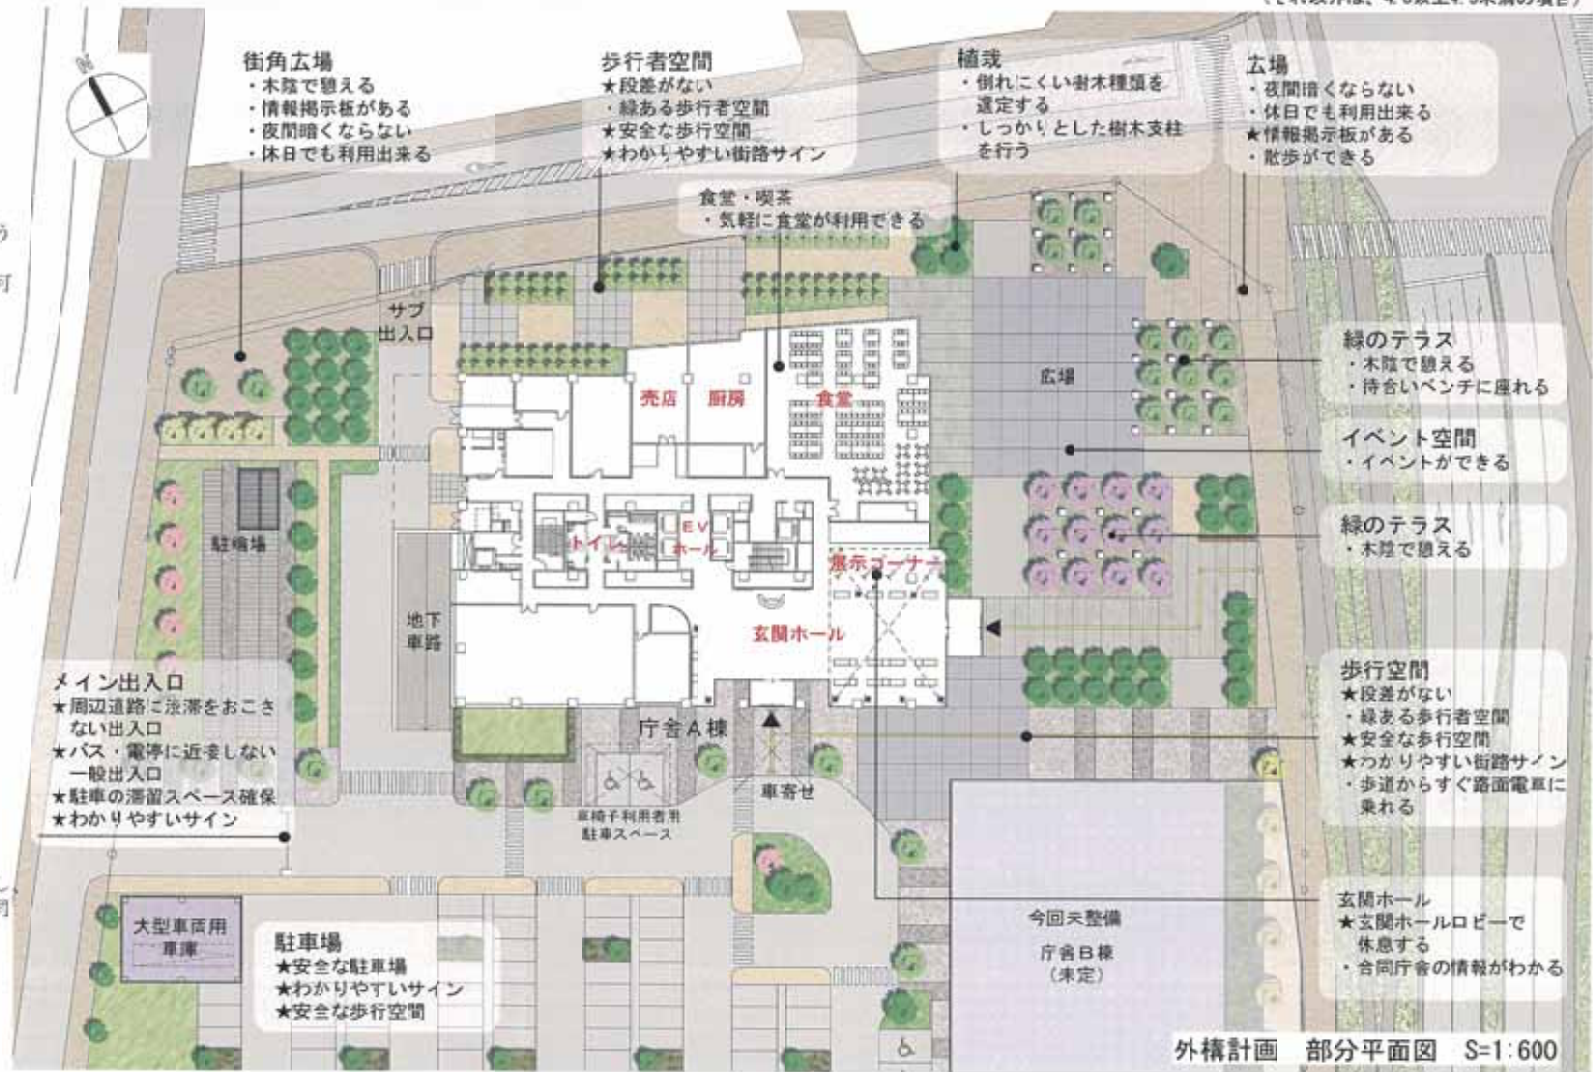 街角広場
・木陰で憩える
・情報掲示板がある
・夜間暗くならない
・休日でも利用出来る
歩行者空間
★段差がない
・緑ある歩行者空間
★安全な歩行空間
★わかりやすい街路サイン
植栽
・倒れにくい樹木種類を
選定する
・しっかりとした樹木支柱
を行う
広場
・夜間暗くならない
・休日でも利用出来る
★情報掲示板がある
・散歩ができる
食堂・喫茶
・気軽に食堂が利用できる
サブ
出入口
売店
厨房
食堂
広場
緑のテラス
・木陰で憩える
・待合いベンチに座れる
イベント空間
・イベントができる
緑のテラス
・木陰で憩える
駐輪場
トイレ
EV
ホール
展示コーナー
地下
車路
玄関ホール
メイン出入口
★周辺道路に渋滞をおこさ
ない出入口
★バス・電停に近接しない
一般出入口
★駐車の滞留スペース確保
★わかりやすいサイン
庁舎A棟
車寄せ
車椅子利用者用
駐車スペース
歩行空間
★段差がない
・緑ある歩行者空間
★安全な歩行空間
★わかりやすい街路サイン
・歩道からすぐ路面電車に
乗れる
大型車両用
車庫
駐車場
★安全な駐車場
★わかりやすいサイン
★安全な歩行空間
今回未整備
庁舎B棟
(未定)
玄関ホール
★玄関ホールロビーで
休息する
・合同庁舎の情報がわかる
外構計画 部分平面図 S=1:600